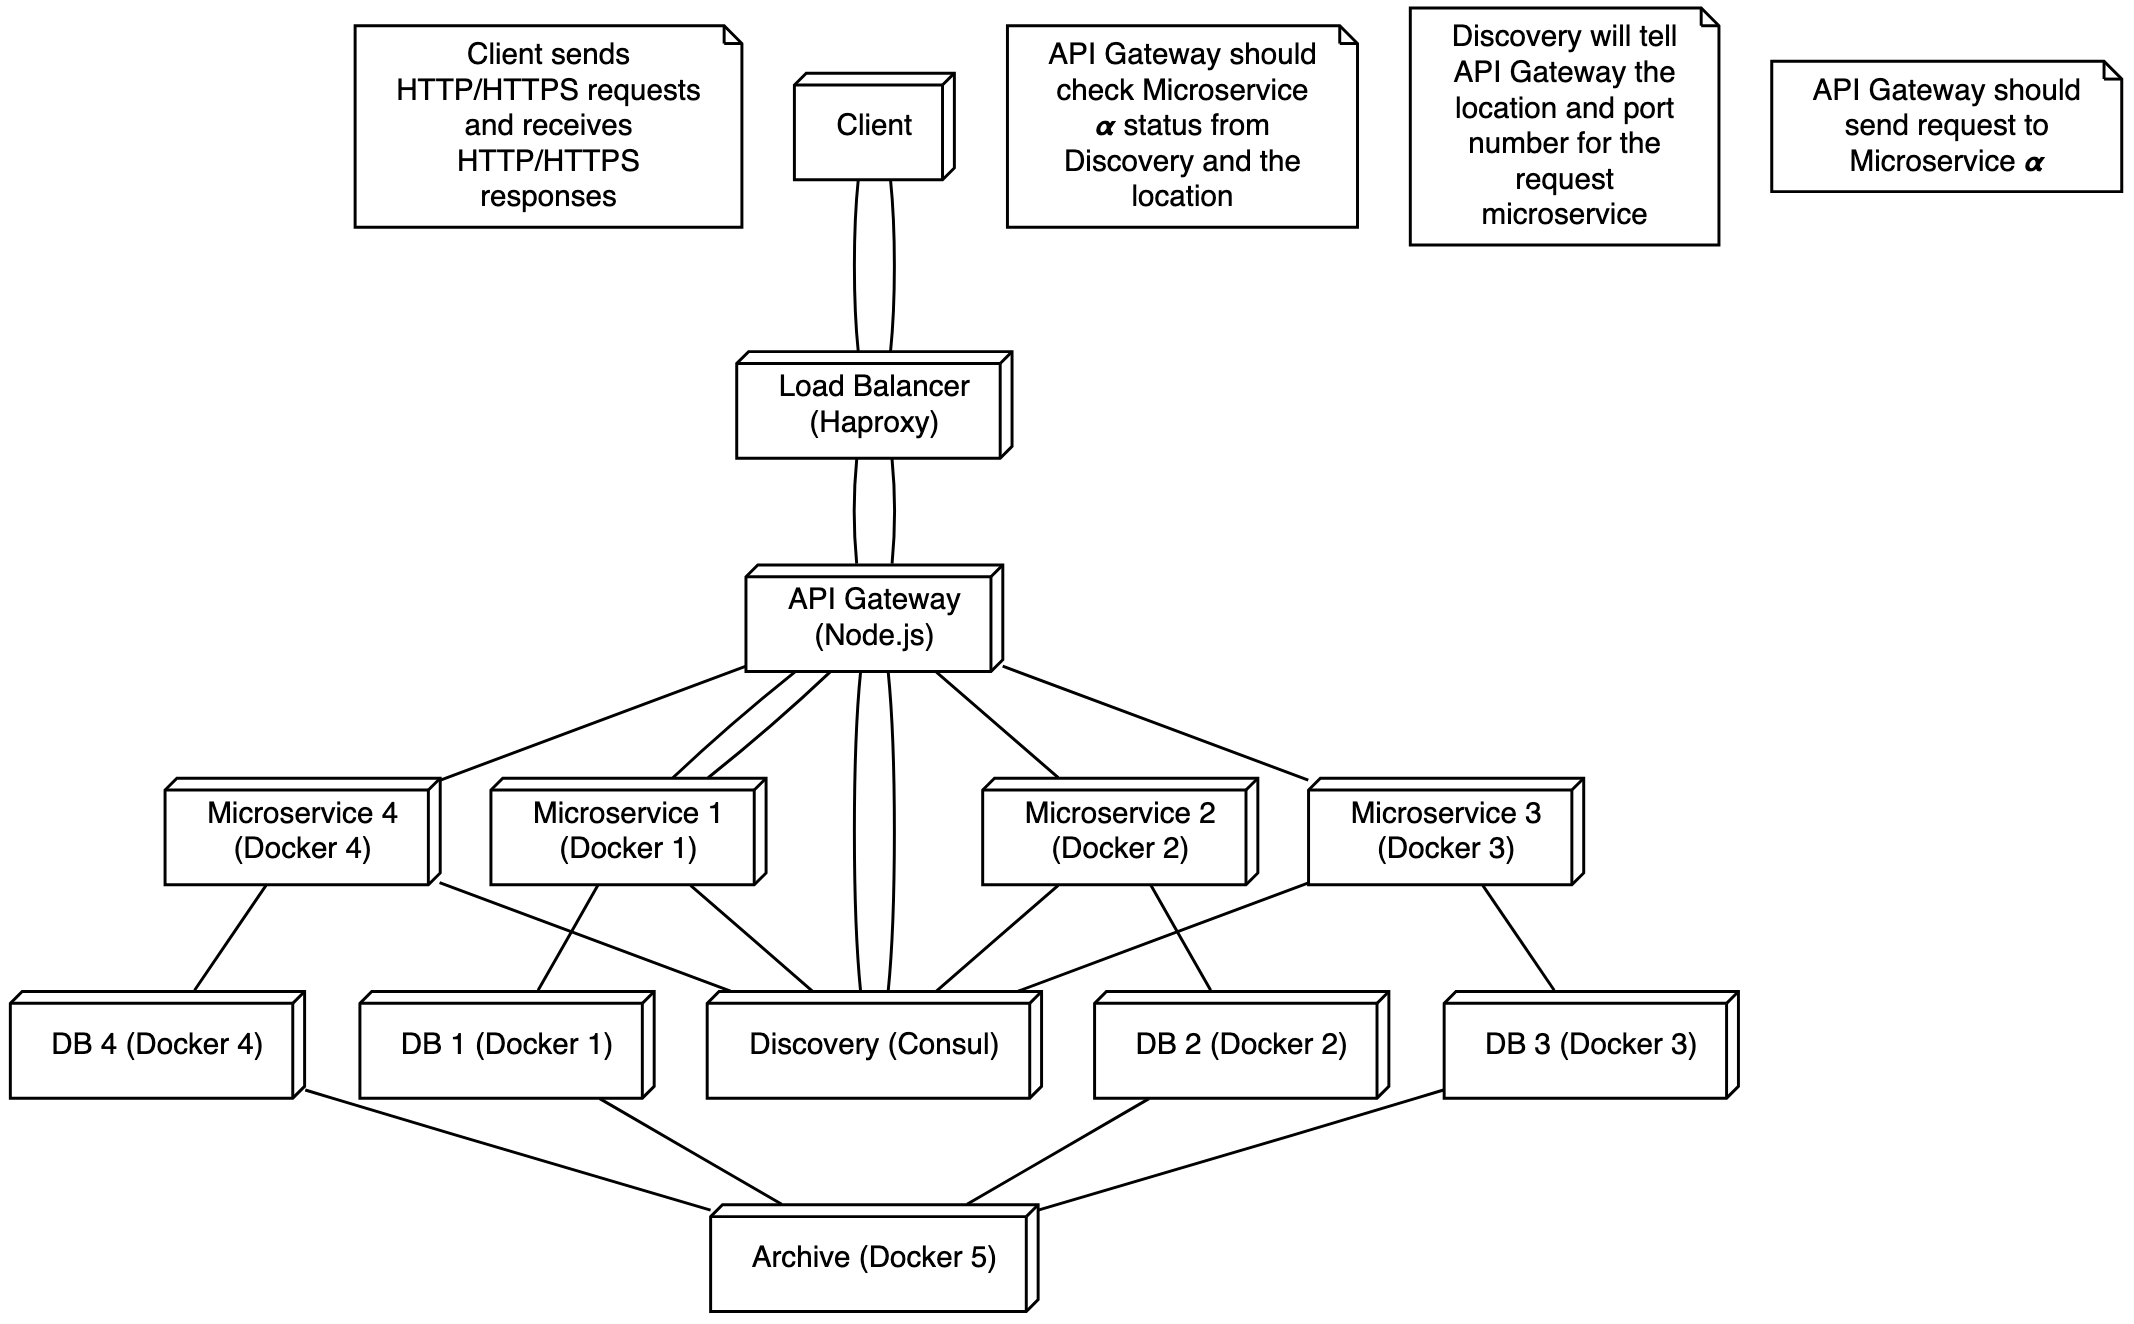 Client sends
HTTP/HTTPS requests
and receives
HTTP/HTTPS
responses
Client
API Gateway should
check Microservice
α status from
Discovery and the
location
Discovery will tell
API Gateway the
location and port
number for the
request
microservice
API Gateway should
send request to
Microservice α
Load Balancer
(Haproxy)
API Gateway
(Node.js)
Microservice 4
(Docker 4)
Microservice 1
(Docker 1)
Microservice 2
(Docker 2)
Microservice 3
(Docker 3)
DB 4 (Docker 4)
DB 1 (Docker 1)
Discovery (Consul)
DB 2 (Docker 2)
DB 3 (Docker 3)
Archive (Docker 5)